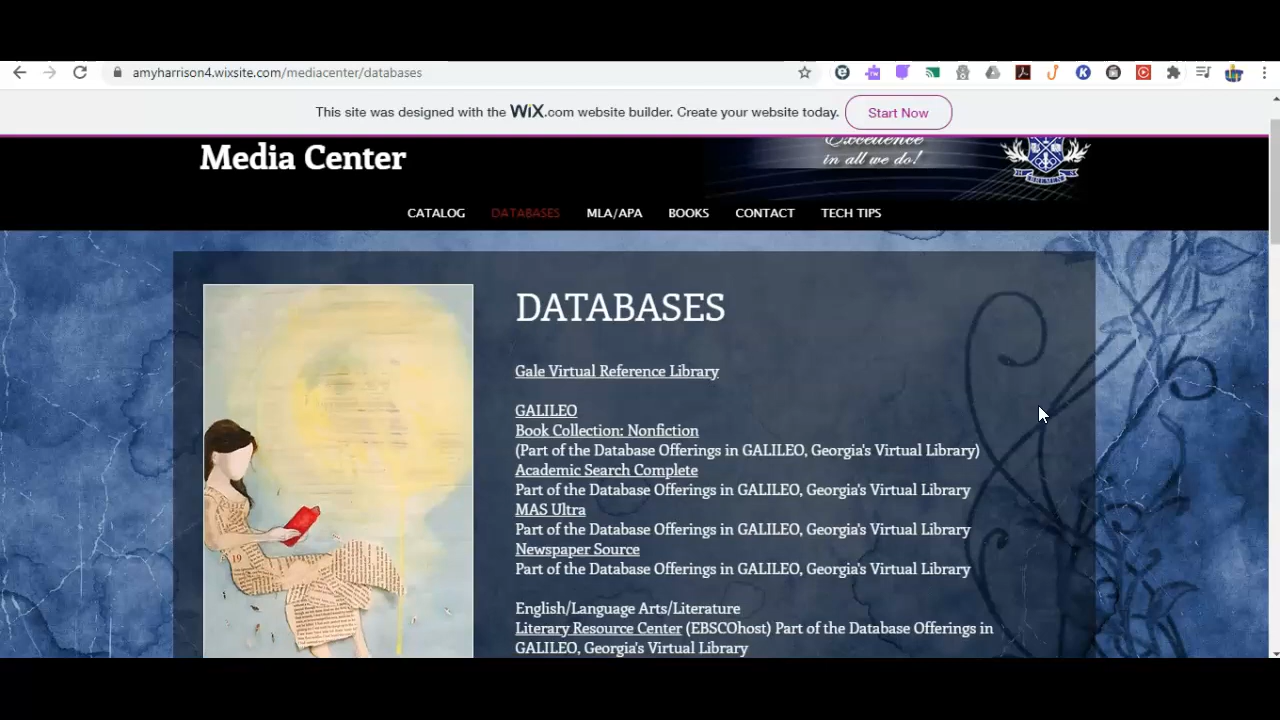 amyharrison4.wixsite.com/mediacenter/databases
This site was designed with the WiX.com website builder. Create your website today.
Start Now
Media Center
Excellence
in all we do!
BREMEN
CATALOG
DATABASES
MLA/APA
BOOKS
CONTACT
TECH TIPS
DATABASES
Gale Virtual Reference Library
GALILEO
Book Collection: Nonfiction
(Part of the Database Offerings in GALILEO, Georgia's Virtual Library)
Academic Search Complete
Part of the Database Offerings in GALILEO, Georgia's Virtual Library
MAS Ultra
Part of the Database Offerings in GALILEO, Georgia's Virtual Library
Newspaper Source
Part of the Database Offerings in GALILEO, Georgia's Virtual Library
English/Language Arts/Literature
Literary Resource Center (EBSCOhost) Part of the Database Offerings in
GALILEO, Georgia's Virtual Library
19